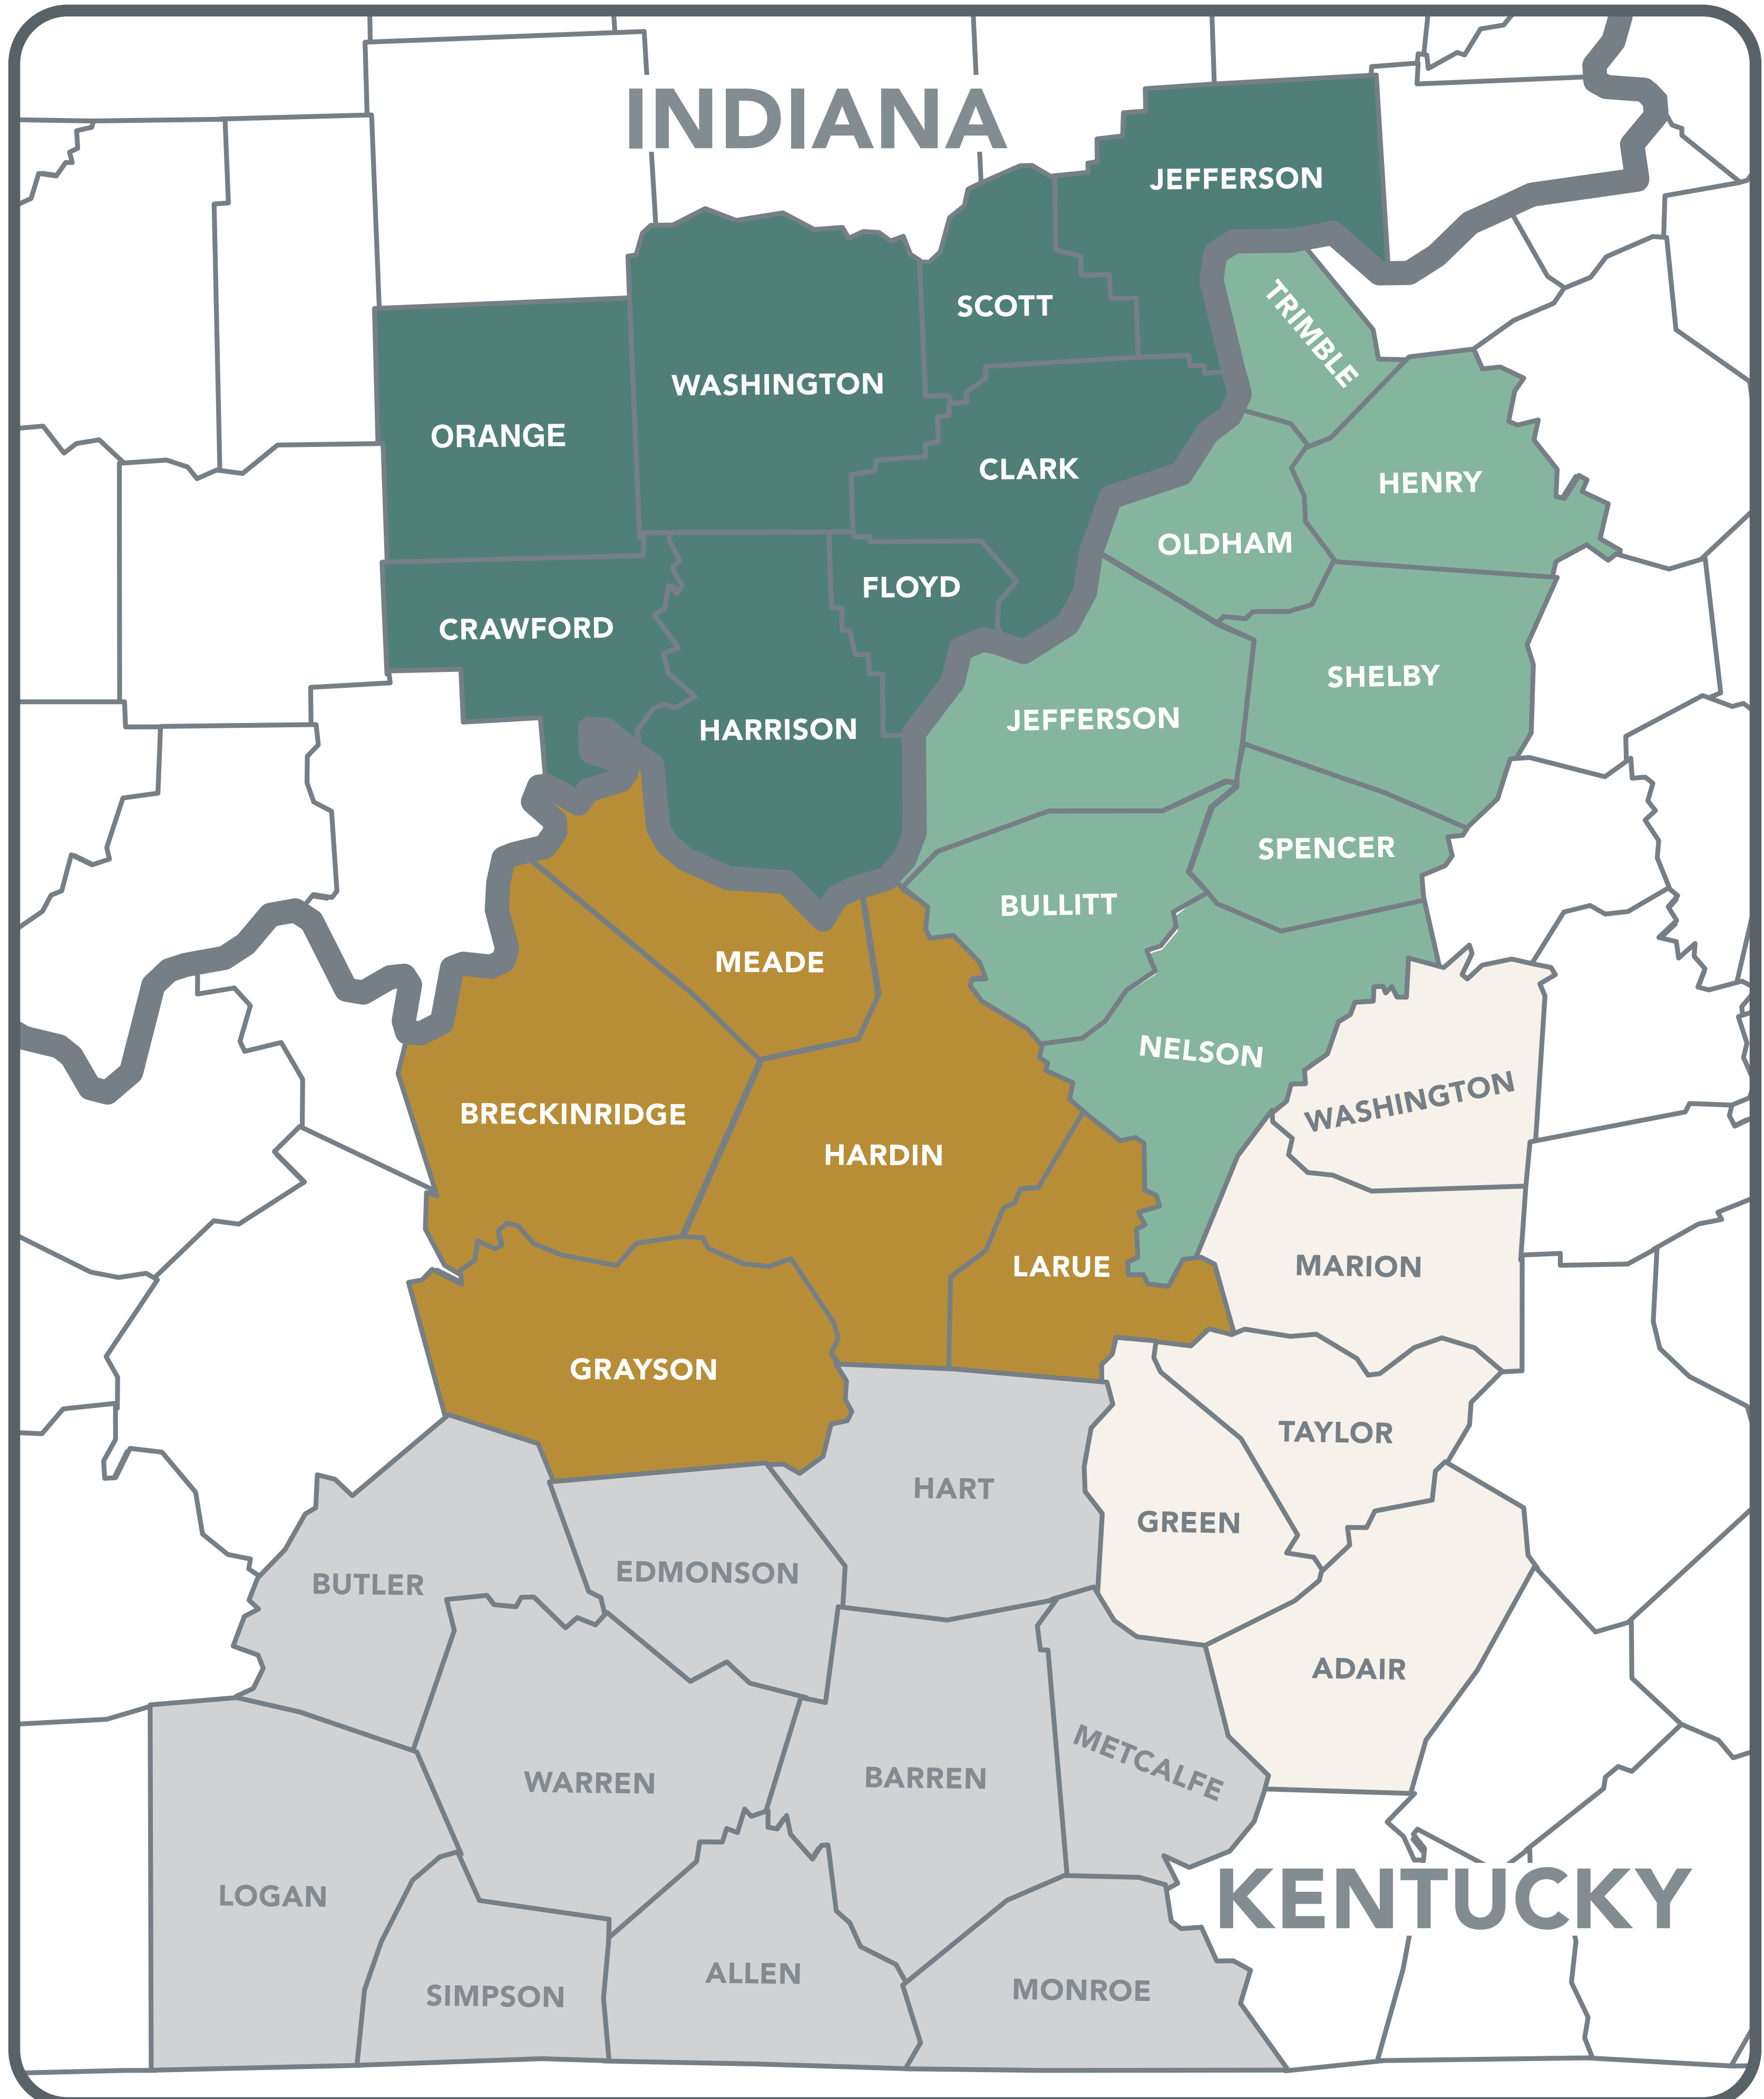 INDIANA
JEFFERSON
SCOTT
TRIMBLE
WASHINGTON
ORANGE
CLARK
HENRY
OLDHAM
FLOYD
CRAWFORD
SHELBY
JEFFERSON
HARRISON
SPENCER
BULLITT
MEADE
NELSON
WASHINGTON
BRECKINRIDGE
HARDIN
LARUE
MARION
GRAYSON
TAYLOR
HART
GREEN
EDMONSON
BUTLER
ADAIR
METCALFE
BARREN
WARREN
LOGAN
KENTUCKY
ALLEN
MONROE
SIMPSON